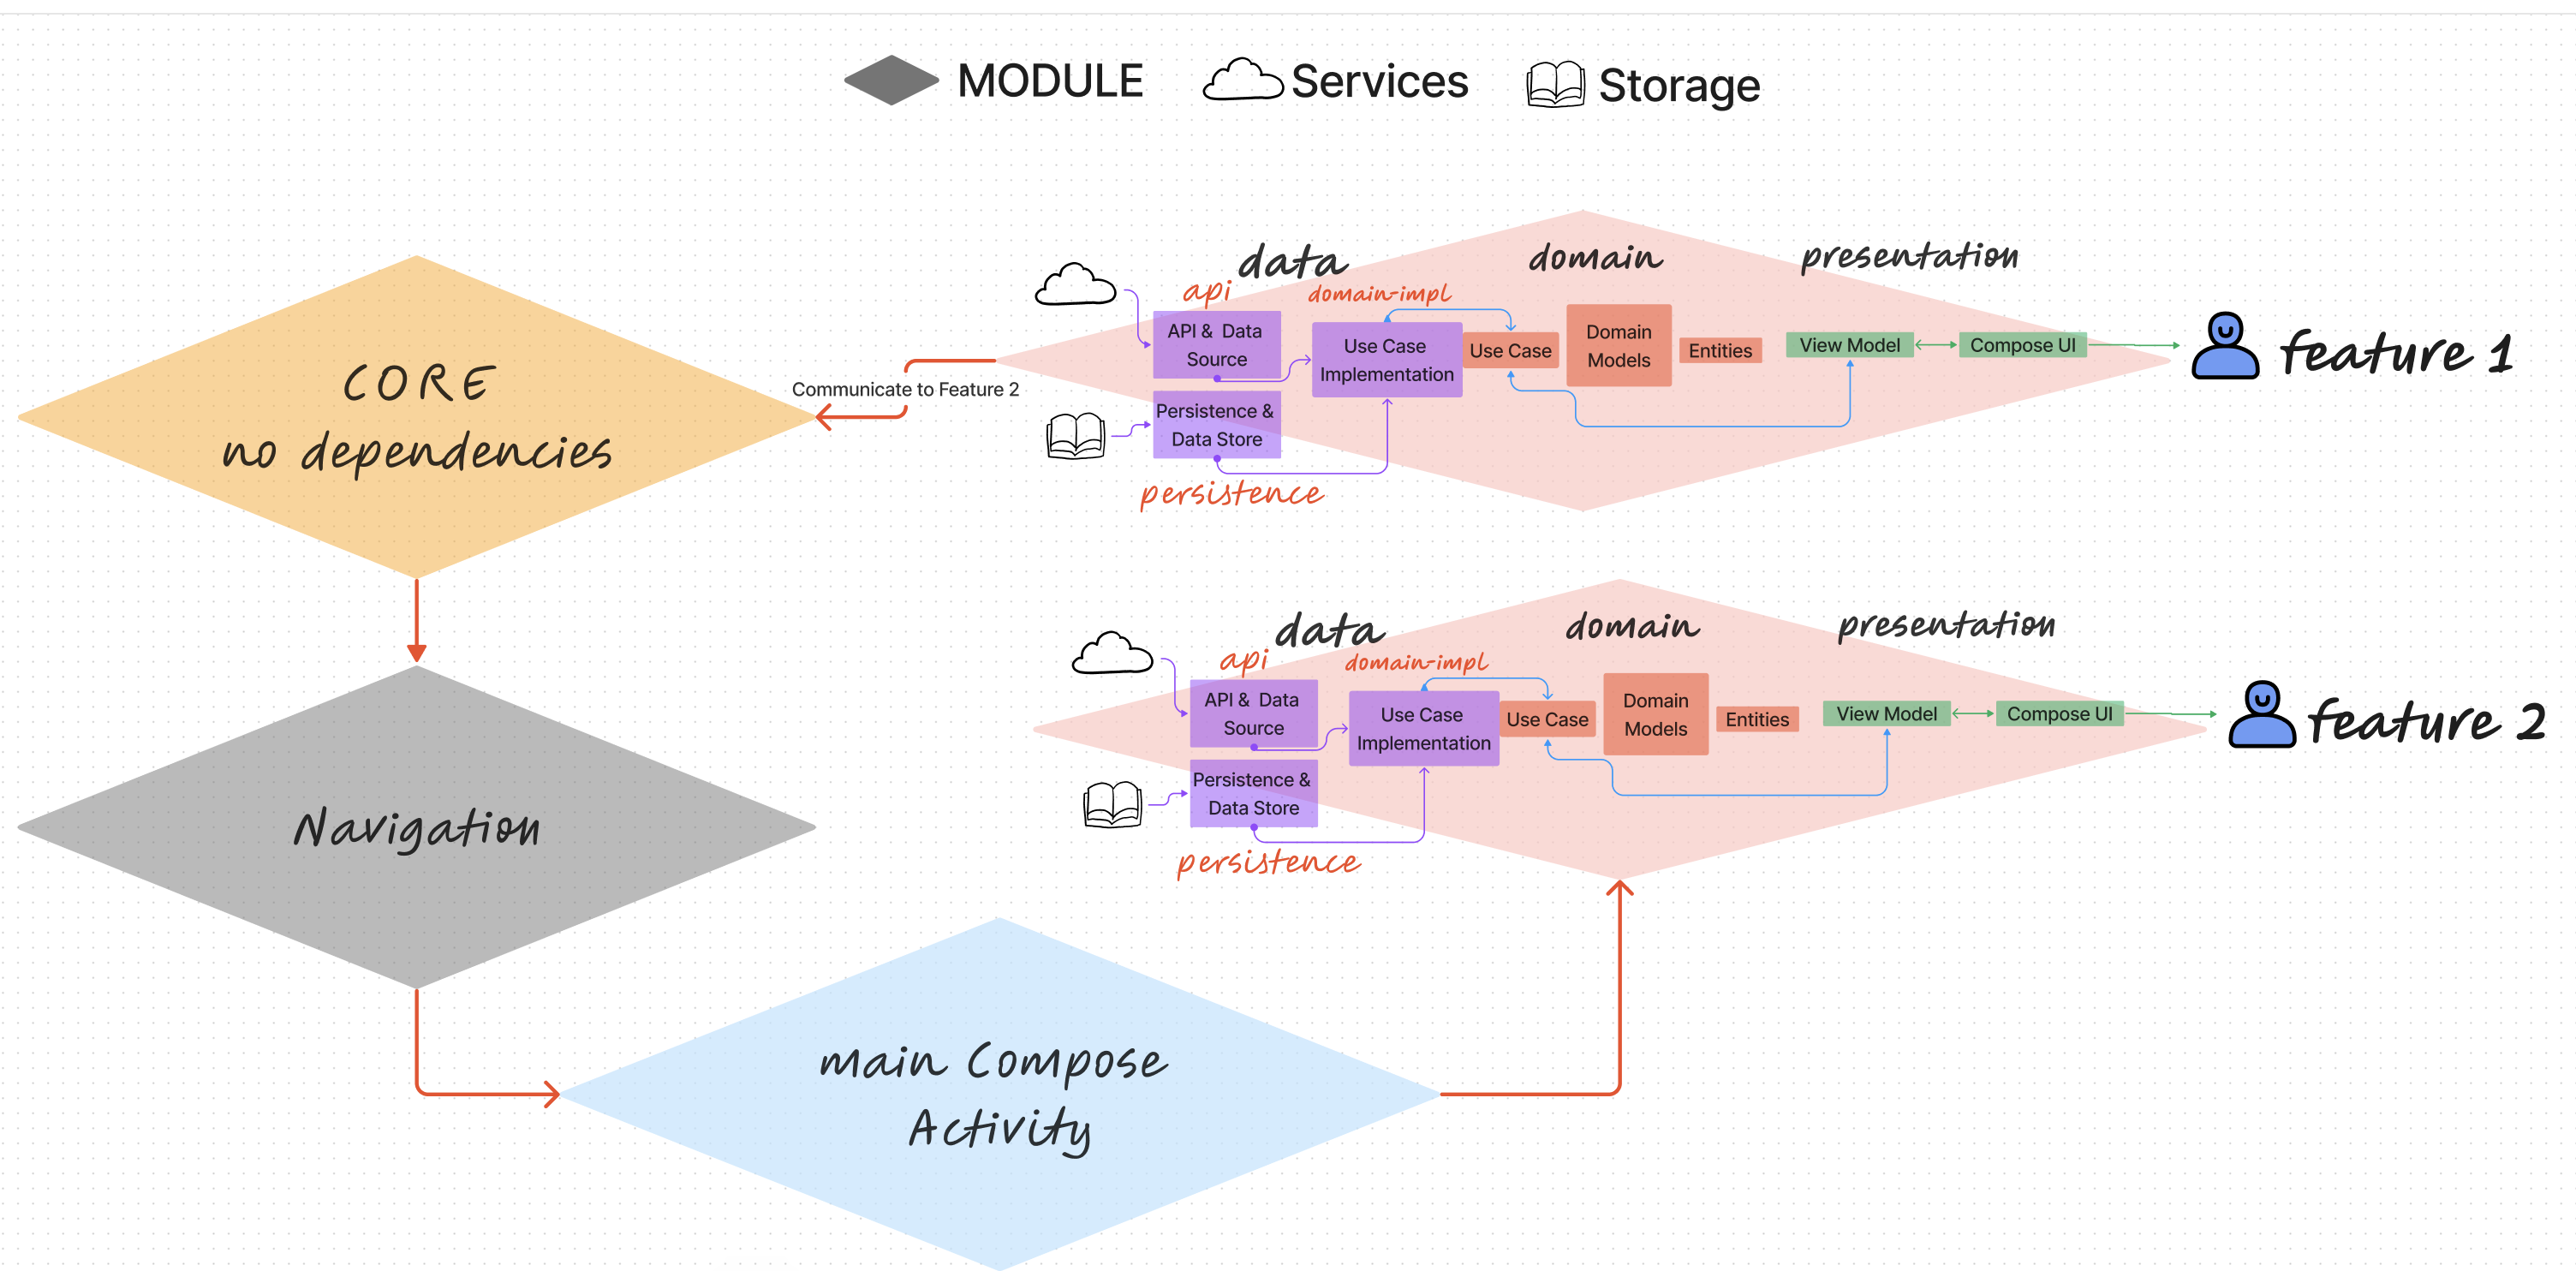 MODULE
Services
Storage
data
domain
presentation
api
domain-impl
API & Data
Source
Use Case
Implementation
Use Case
Domain
Models
Entities
View Model
Compose UI
feature 1
Persistence &
Data Store
persistence
Communicate to Feature 2
CORE
no dependencies
data
domain
presentation
api
domain-impl
API & Data
Source
Use Case
Implementation
Use Case
Domain
Models
Entities
View Model
Compose UI
feature 2
Persistence &
Data Store
persistence
Navigation
main Compose
Activity